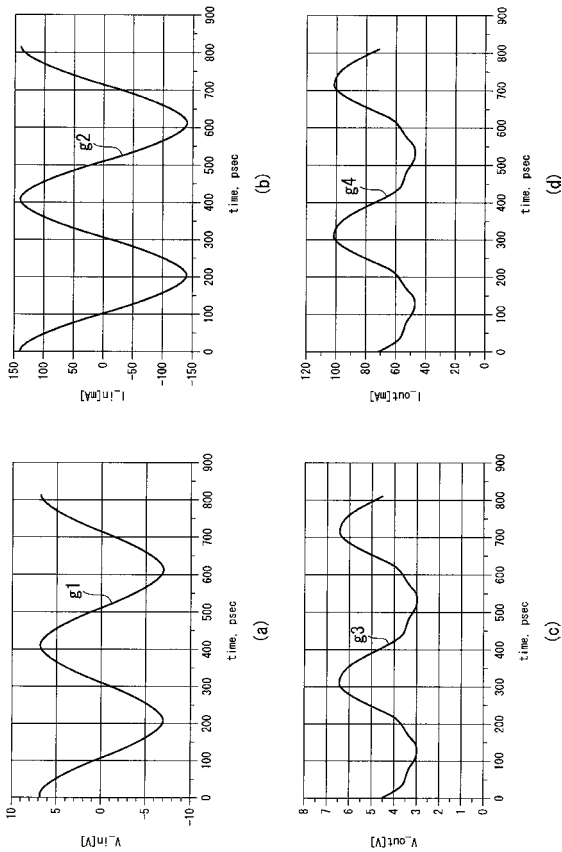 V_in[V]
10
5
0
-5
-10
g1
0 100 200 300 400 500 600 700 800 900
time, psec
(a)
I_in[mA]
150
100
50
0
-50
-100
-150
g2
0 100 200 300 400 500 600 700 800 900
time, psec
(b)
V_out[V]
8
7
6
5
4
3
2
1
0
g3
0 100 200 300 400 500 600 700 800 900
time, psec
(c)
I_out[mA]
120
100
80
60
40
20
0
g4
0 100 200 300 400 500 600 700 800 900
time, psec
(d)